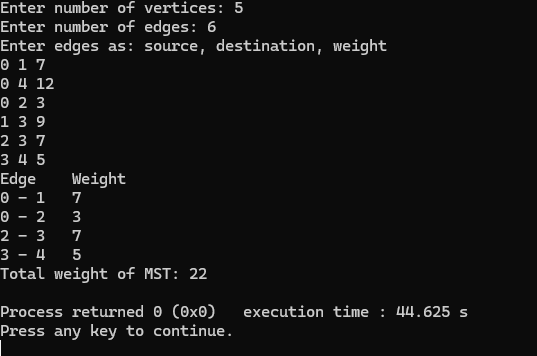 Enter number of vertices: 5
Enter number of edges: 6
Enter edges as: source, destination, weight
0 1 7
0 4 12
0 2 3
1 3 9
2 3 7
3 4 5
Edge    Weight
0 - 1   7
0 - 2   3
2 - 3   7
3 - 4   5
Total weight of MST: 22
Process returned 0 (0x0)   execution time : 44.625 s
Press any key to continue.